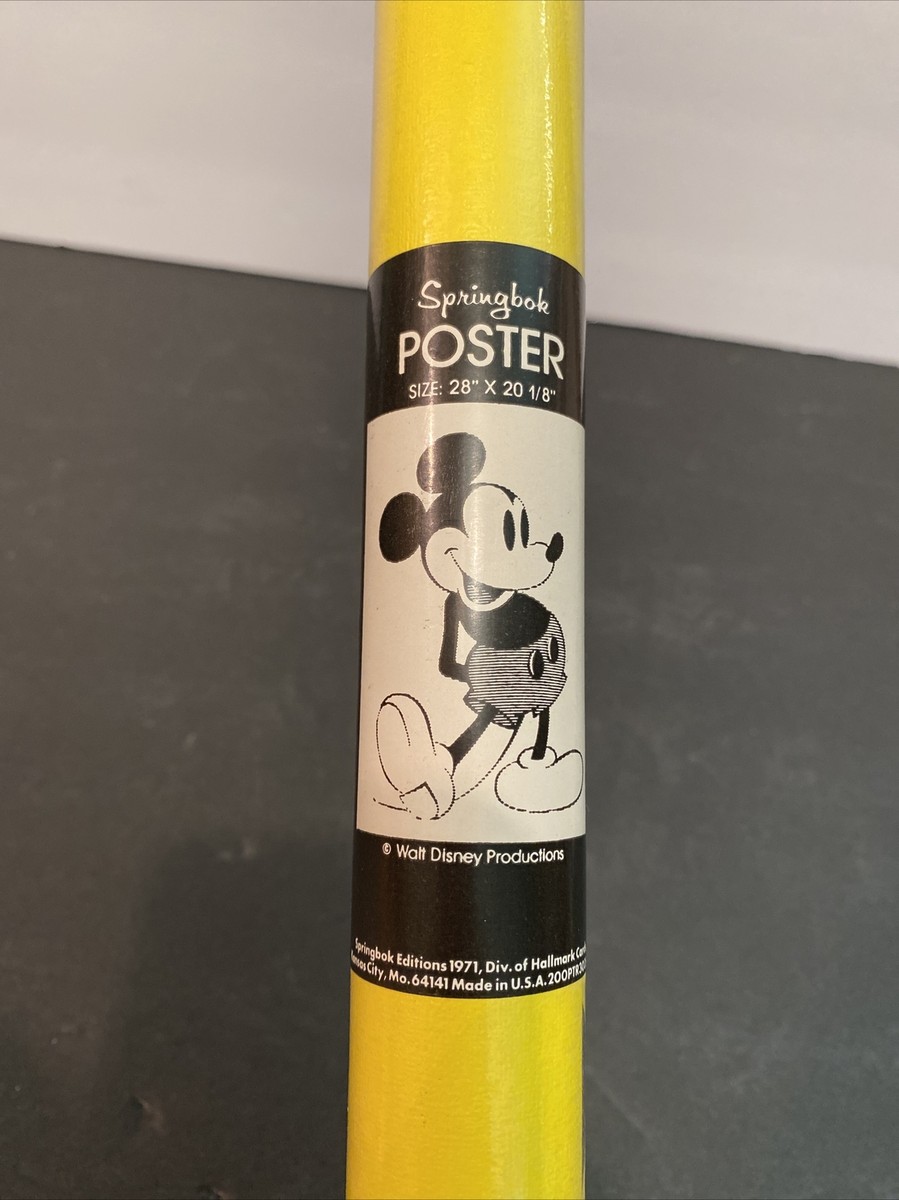 Springbok
POSTER
SIZE: 28" X 20 1/8"
© Walt Disney Productions
Springbok Editions 1971, Div. of Hallmark
City, Mo. 64141 Made in U.S.A.